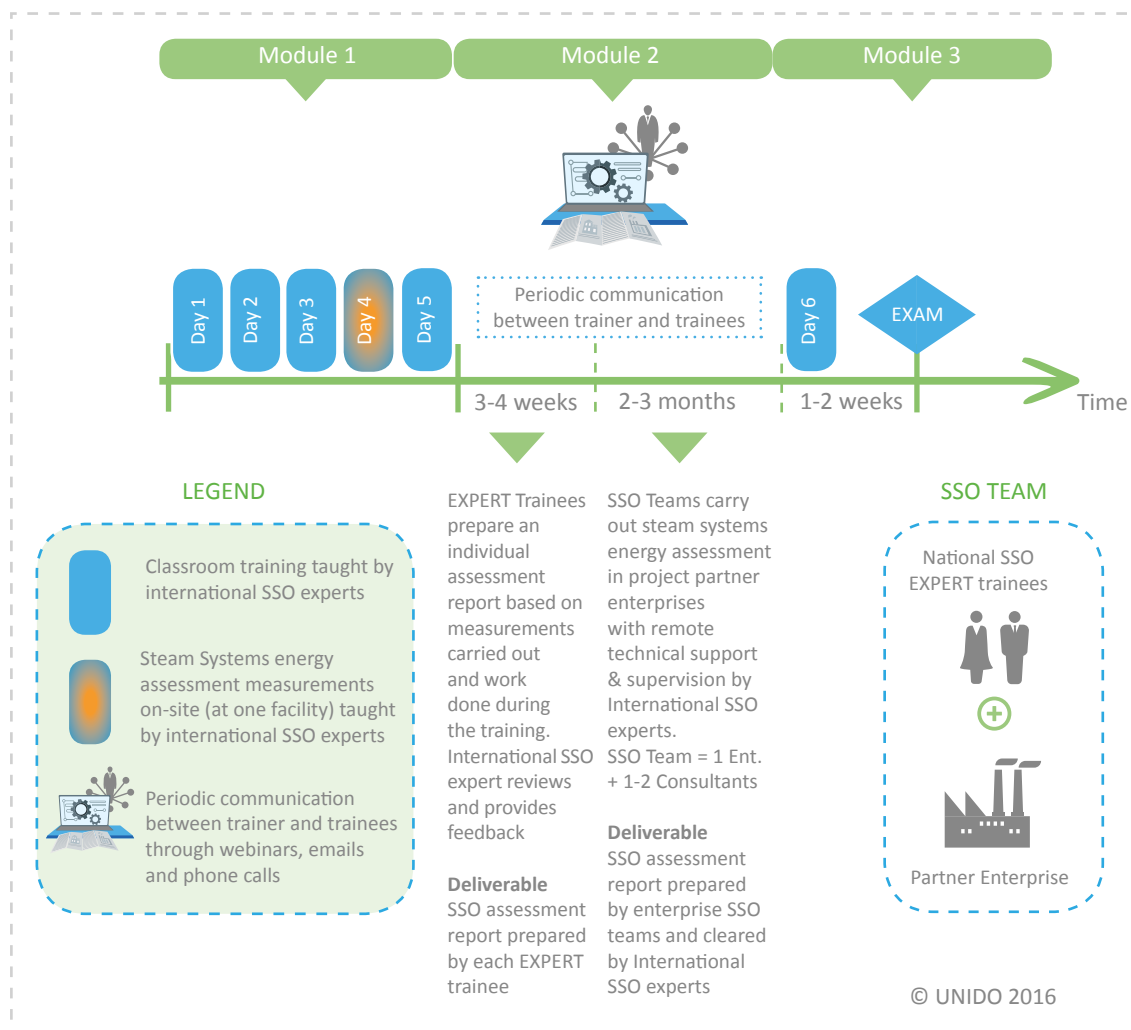 Module 1
Module 2
Module 3
Day 1
Day 2
Day 3
Day 4
Day 5
Periodic communication
between trainer and trainees
Day 6
EXAM
3-4 weeks
2-3 months
1-2 weeks
Time
LEGEND
Classroom training taught by
international SSO experts
Steam Systems energy
assessment measurements
on-site (at one facility) taught
by international SSO experts
Periodic communication
between trainer and trainees
through webinars, emails
and phone calls
EXPERT Trainees
prepare an
individual
assessment
report based on
measurements
carried out
and work
done during
the training.
International SSO
expert reviews
and provides
feedback
Deliverable
SSO assessment
report prepared
by each EXPERT
trainee
SSO Teams carry
out steam systems
energy assessment
in project partner
enterprises
with remote
technical support
& supervision by
International SSO
experts.
SSO Team = 1 Ent.
+ 1-2 Consultants
Deliverable
SSO assessment
report prepared
by enterprise SSO
teams and cleared
by International
SSO experts
SSO TEAM
National SSO
EXPERT trainees
Partner Enterprise
© UNIDO 2016